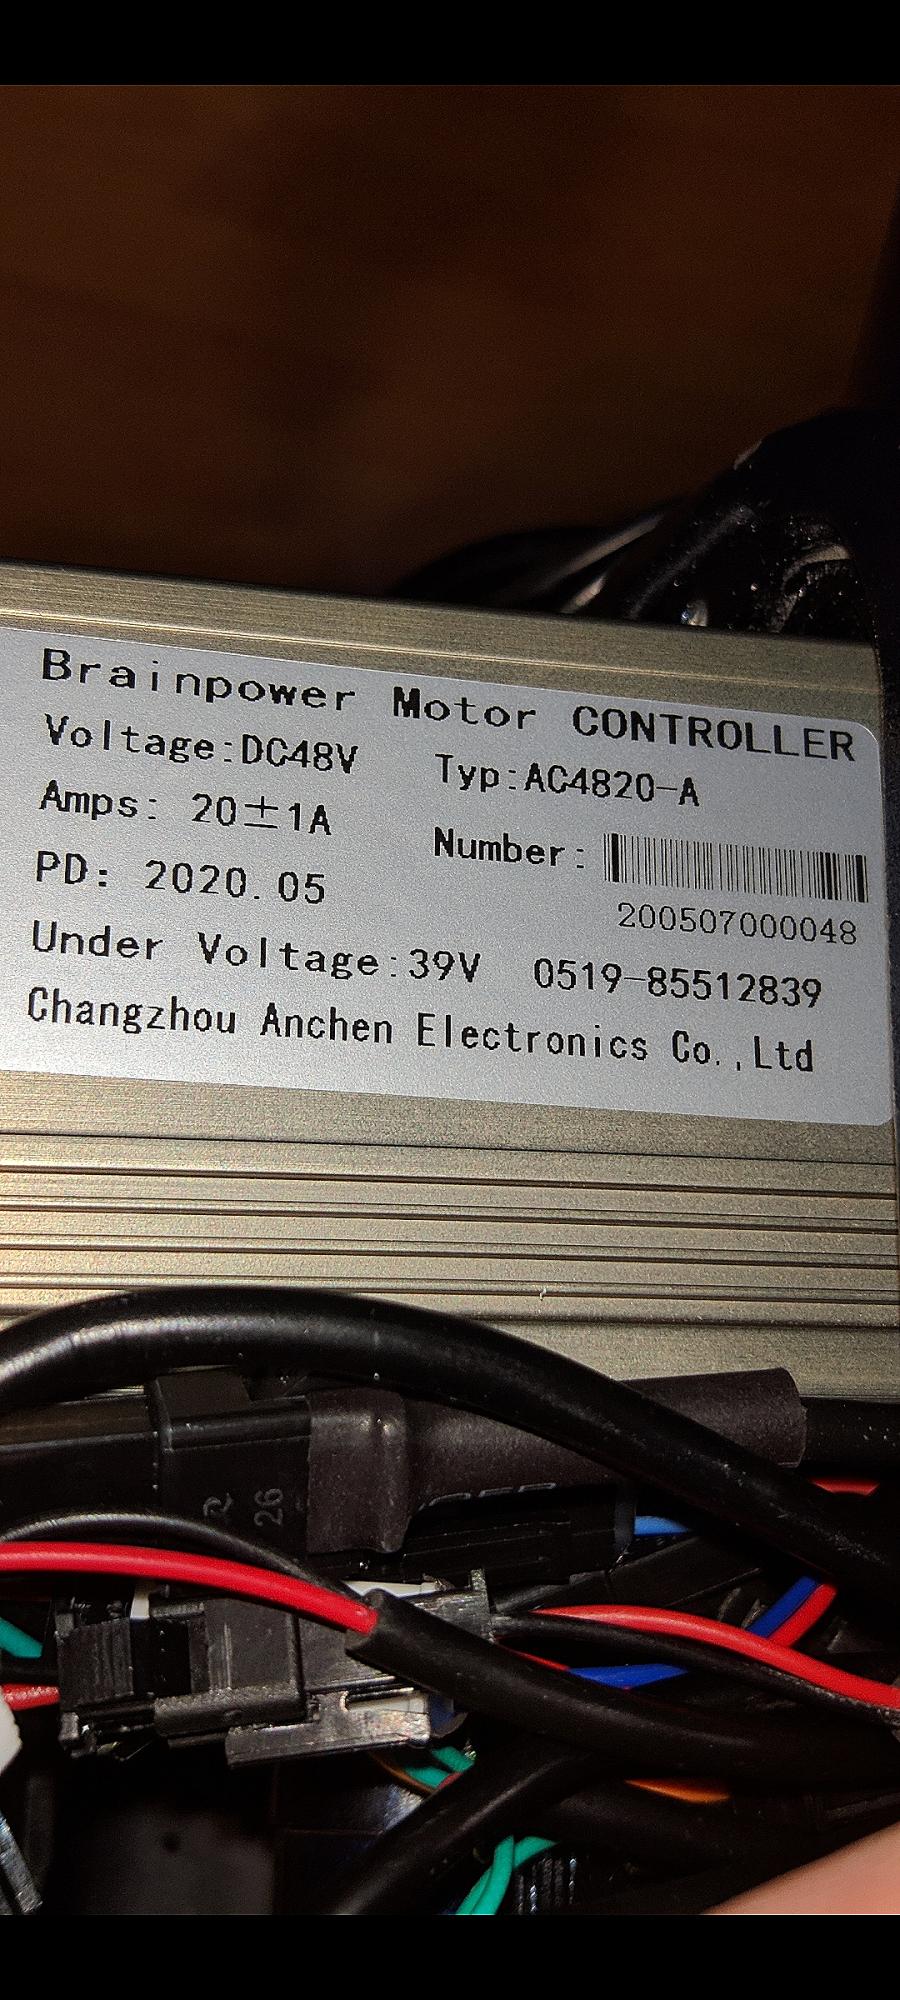 Brainpower Motor CONTROLLER
Voltage:DC48V Typ:AC4820-A
Amps: 20±1A Number:
200507000048
PD: 2020.05
Under Voltage:39V 0519-85512839
Changzhou Anchen Electronics Co.,Ltd
26